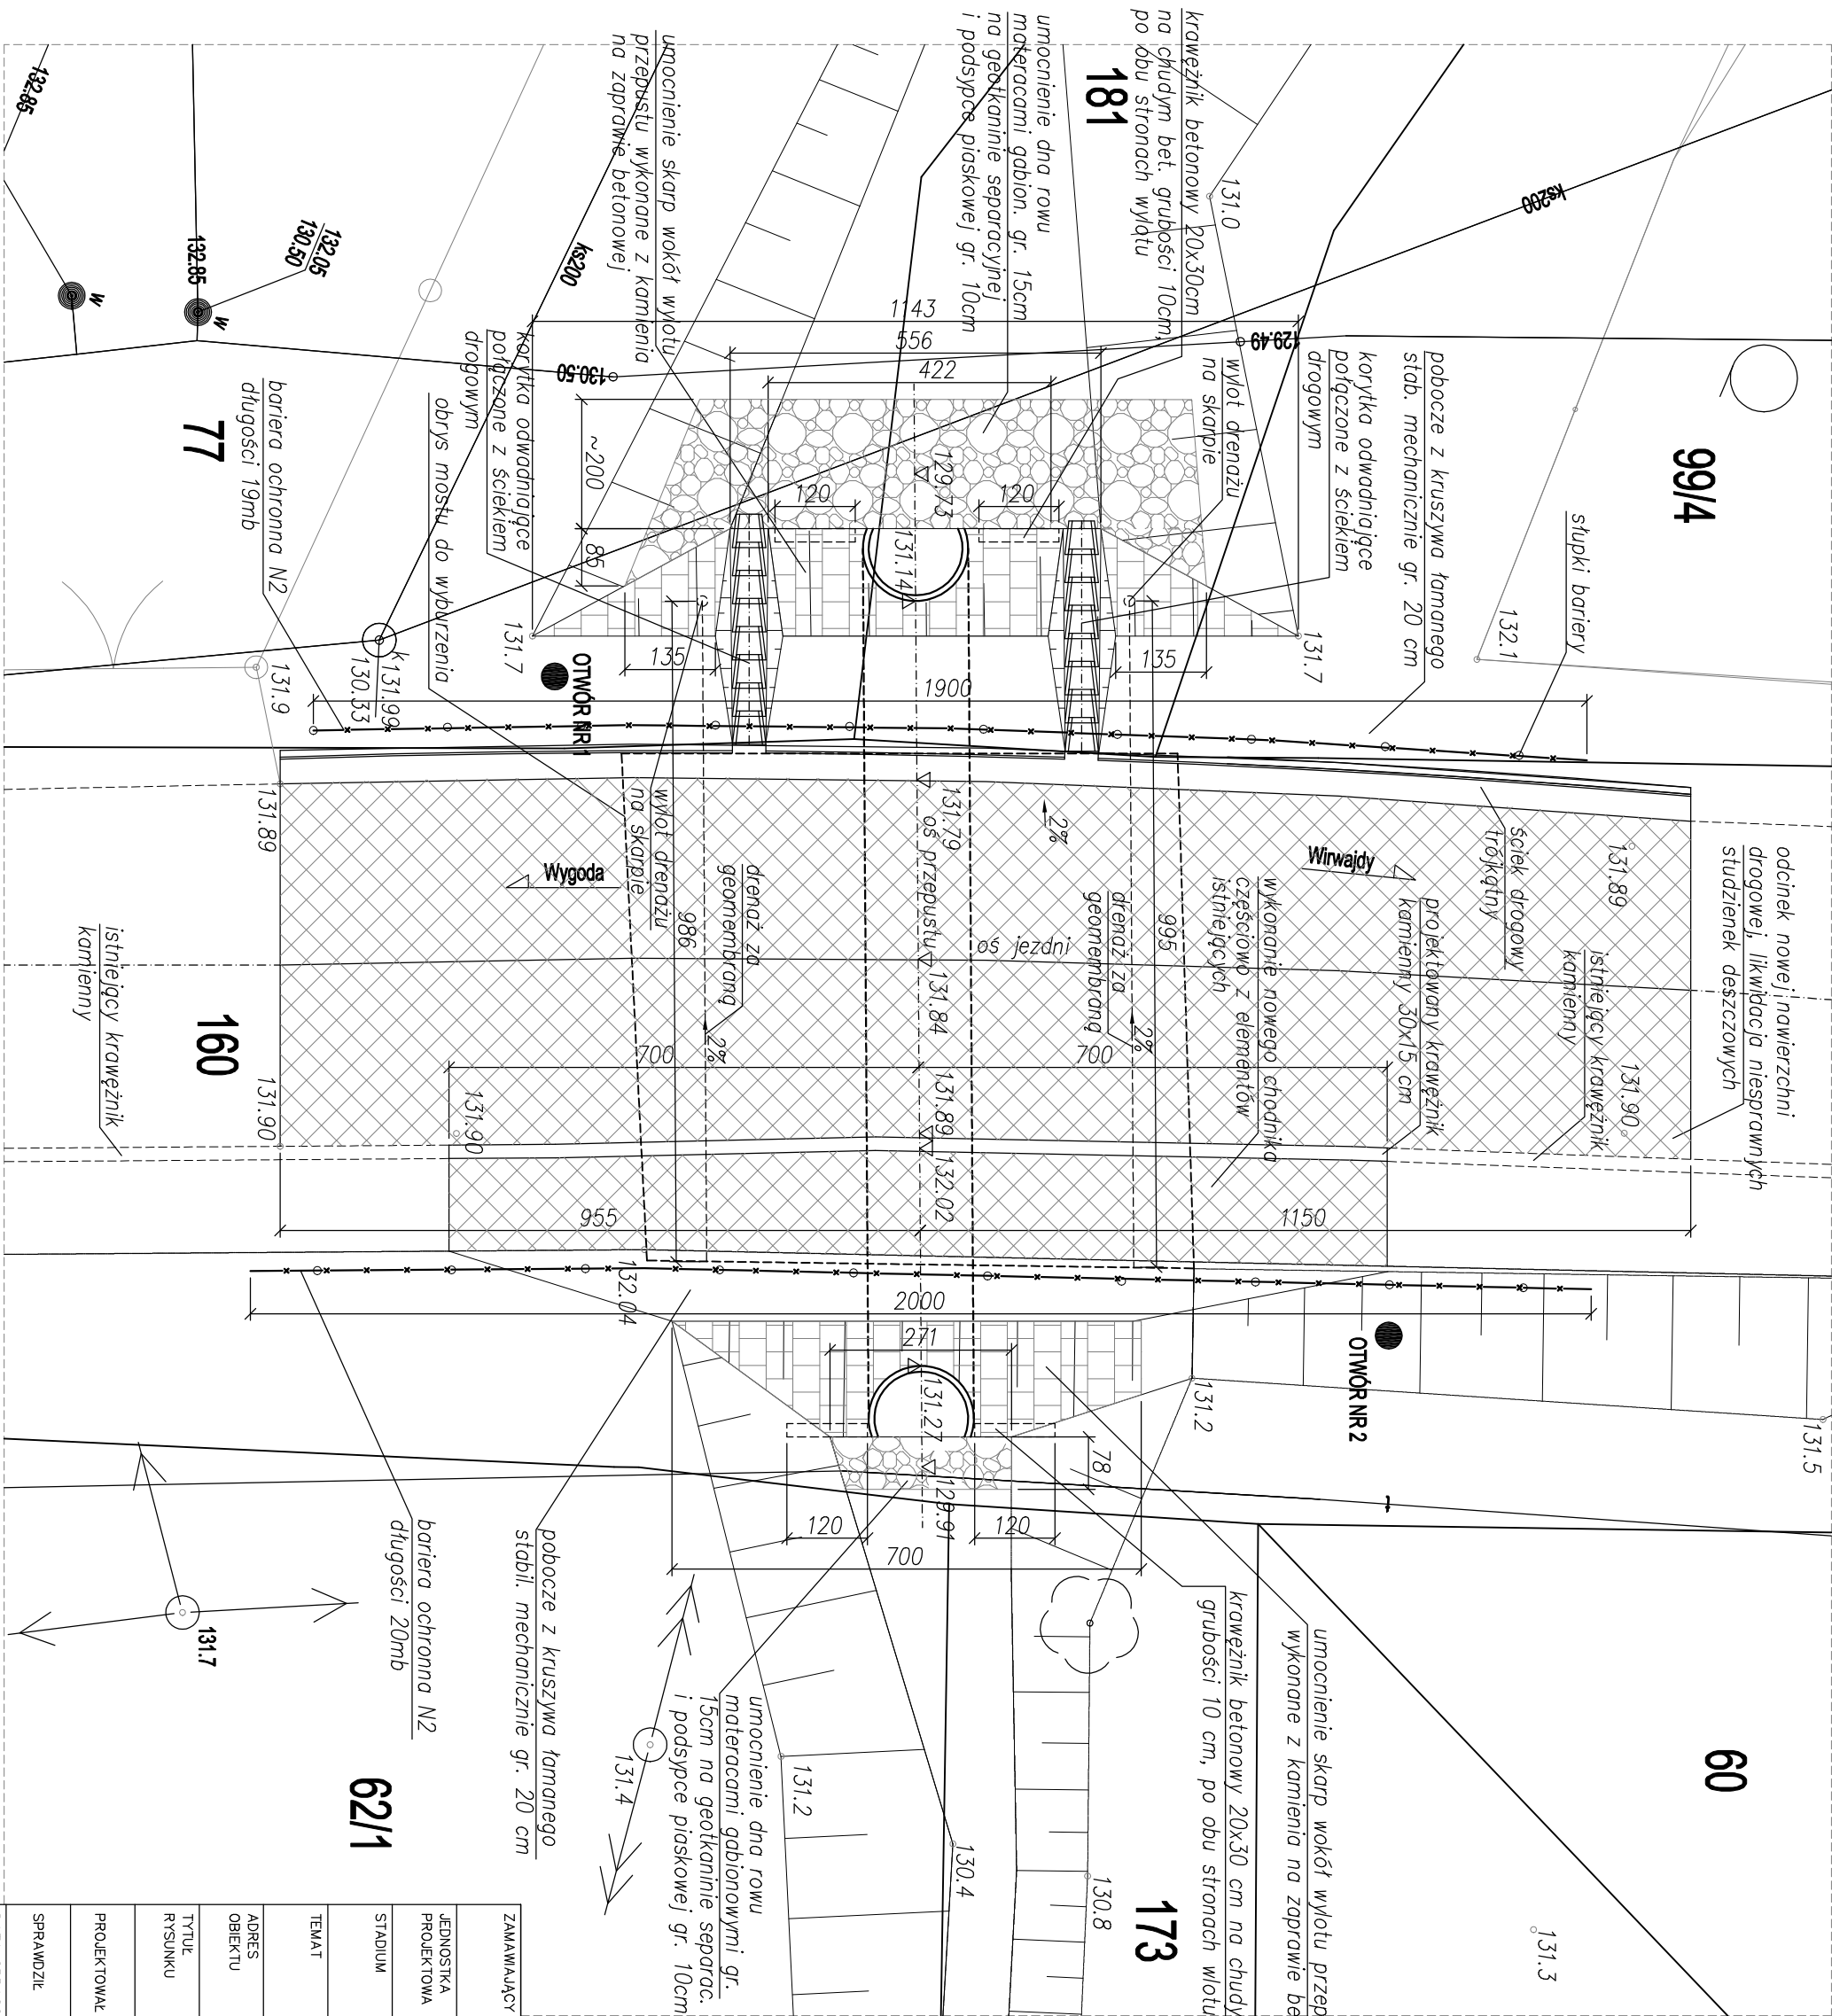 krawężnik betonowy 20x30cm
na chudym bet. grubości 10cm,
po obu stronach wylotu
181
umocnienie dna rowu
materacami gabion. gr. 15cm
na geotkaninie separacyjnej
i podsypce piaskowej gr. 10cm
umocnienie skarp wokół wylotu
przepustu wykonane z kamienia
na zaprawie betonowej
132.85
132.05
130.50
132.85
w
w
ks200
ks200
131.0
1143
556
422
129.49
130.50
wylot drenażu
na skarpie
korytka odwadniające
połączone z ściekiem
drogowym
pobocze z kruszywa łamanego
stab. mechanicznie gr. 20 cm
99/4
słupki bariery
132.1
korytka odwadniające
połączone z ściekiem
drogowym
obrys mostu do wyburzenia
bariera ochronna N2
długości 19mb
77
~200
85
120
120
129.73
131.14
135
135
131.7
131.7
OTWÓR NR 1
k
131.99
130.33
131.9
1900
131.89
131.79
oś przepustu
2%
wylot drenażu
na skarpie
Wygoda
986
drenaż za
geomembraną
2%
700
oś jezdni
131.84
drenaż za
geomembraną
995
2%
700
Wirwajdy
wykonanie nowego chodnika
częściowo z elementów
istniejących
projektowany krawężnik
kamienny 30x15 cm
ściek drogowy
trójkątny
131.89
istniejący krawężnik
kamienny
131.90
odcinek nowej nawierzchni
drogowej, likwidacja niesprawnych
studzienek deszczowych
160
istniejący krawężnik
kamienny
131.90
131.90
131.89
132.02
955
1150
132.04
2000
271
131.27
129.91
78
120
120
700
131.2
OTWÓR NR 2
131.5
t
bariera ochronna N2
długości 20mb
pobocze z kruszywa łamanego
stabil. mechanicznie gr. 20 cm
131.7
131.4
62/1
umocnienie dna rowu
materacami gabionowymi gr.
15cm na geotkaninie separac.
i podsypce piaskowej gr. 10cm
131.2
130.4
130.8
173
krawężnik betonowy 20x30 cm na chudy
grubości 10 cm, po obu stronach wlotu
umocnienie skarp wokół wylotu przep
wykonane z kamienia na zaprawie be
60
131.3
ZAMAWIAJĄCY
JEDNOSTKA
PROJEKTOWA
STADIUM
TEMAT
ADRES
OBIEKTU
TYTUŁ
RYSUNKU
PROJEKTOWAŁ
SPRAWDZIŁ